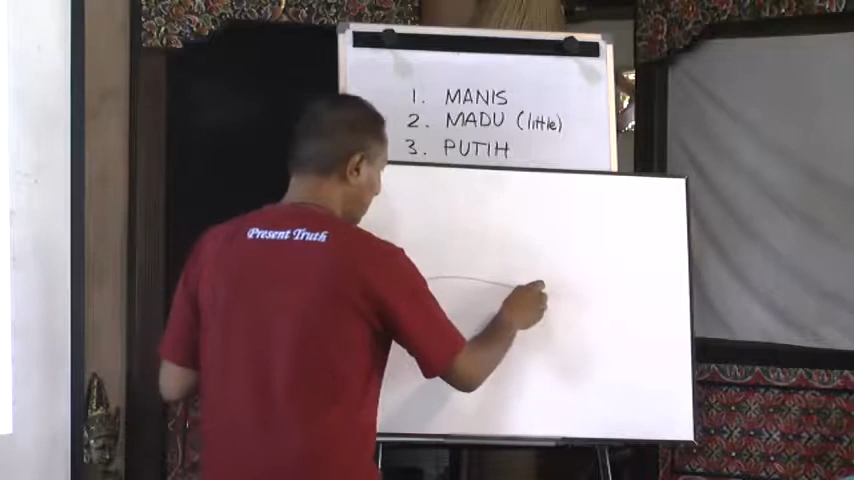 1. MANIS
2. MADU (little)
3. PUTIH
Present Truth